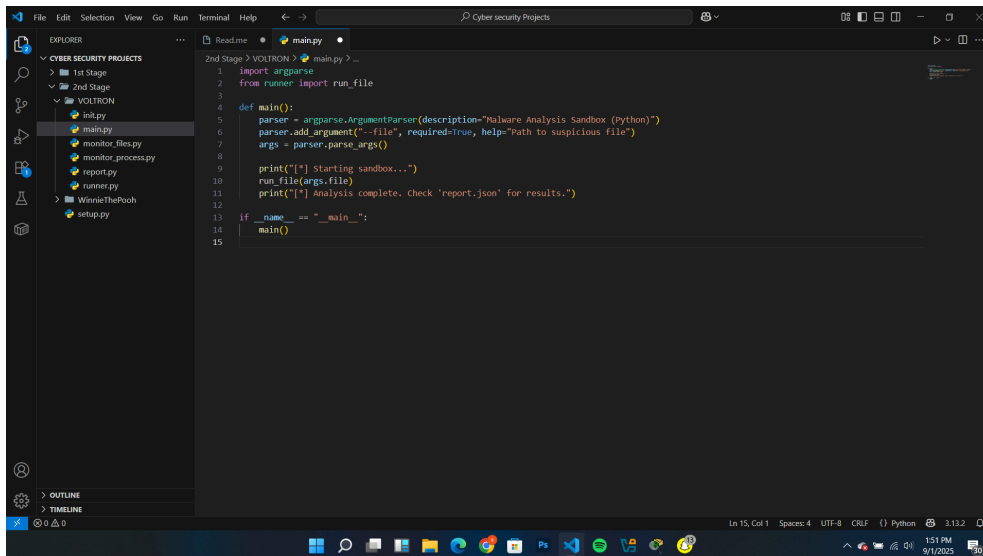 File Edit Selection View Go Run Terminal Help
Cyber security Projects
EXPLORER
Read.me
main.py
CYBER SECURITY PROJECTS
1st Stage
2nd Stage
VOLTRON
init.py
main.py
monitor_files.py
monitor_process.py
report.py
runner.py
WinnieThePooh
setup.py
OUTLINE
TIMELINE
2nd Stage > VOLTRON > main.py > ...
1 import argparse
2 from runner import run_file
3
4 def main():
5 parser = argparse.ArgumentParser(description="Malware Analysis Sandbox (Python)")
6 parser.add_argument("--file", required=True, help="Path to suspicious file")
7 args = parser.parse_args()
8
9 print("[*] Starting sandbox...")
10 run_file(args.file)
11 print("[*] Analysis complete. Check 'report.json' for results.")
12
13 if __name__ == "__main__":
14 main()
15
0 0
Ln 15, Col 1 Spaces: 4 UTF-8 CRLF {} Python 3.13.2
1:51 PM
9/1/2025